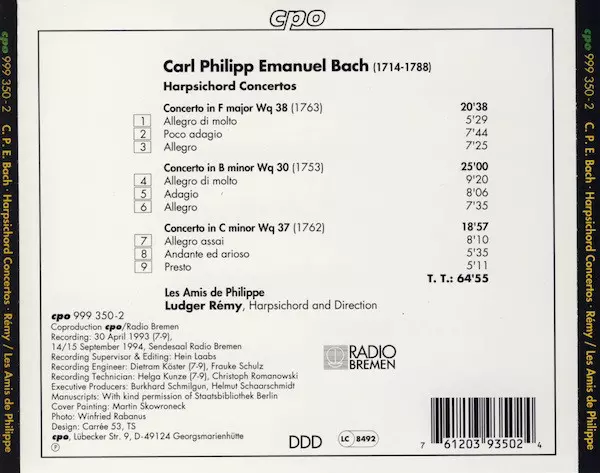 cpo
Carl Philipp Emanuel Bach (1714-1788)
Harpsichord Concertos
Concerto in F major Wq 38 (1763) 20'38
1 Allegro di molto 5'29
2 Poco adagio 7'44
3 Allegro 7'25
Concerto in B minor Wq 30 (1753) 25'00
4 Allegro di molto 9'20
5 Adagio 8'06
6 Allegro 7'35
Concerto in C minor Wq 37 (1762) 18'57
7 Allegro assai 8'10
8 Andante ed arioso 5'35
9 Presto 5'11
T. T.: 64'55
Les Amis de Philippe
Ludger Rémy, Harpsichord and Direction
cpo 999 350-2
Coproduction cpo/Radio Bremen
Recording: 30 April 1993 (7-9),
14/15 September 1994, Sendesaal Radio Bremen
Recording Supervisor & Editing: Hein Laabs
Recording Engineer: Dietram Köster (7-9), Frauke Schulz
Recording Technician: Helga Kunze (7-9), Christoph Romanowski
Executive Producers: Burkhard Schmilgun, Helmut Schaarschmidt
Manuscripts: With kind permission of Staatsbibliothek Berlin
Cover Painting: Martin Skowroneck
Photo: Winfried Rabanus
Design: Carrée 53, TS
cpo, Lübecker Str. 9, D-49124 Georgsmarienhütte
℗
RADIO
BREMEN
DDD
LC 8492
7 61203 93502 4
cpo 999 350-2 C. P. E. Bach · Harpsichord Concertos · Rémy / Les Amis de Philippe
cpo 999 350-2 C. P. E. Bach · Harpsichord Concertos · Rémy / Les Amis de Philippe